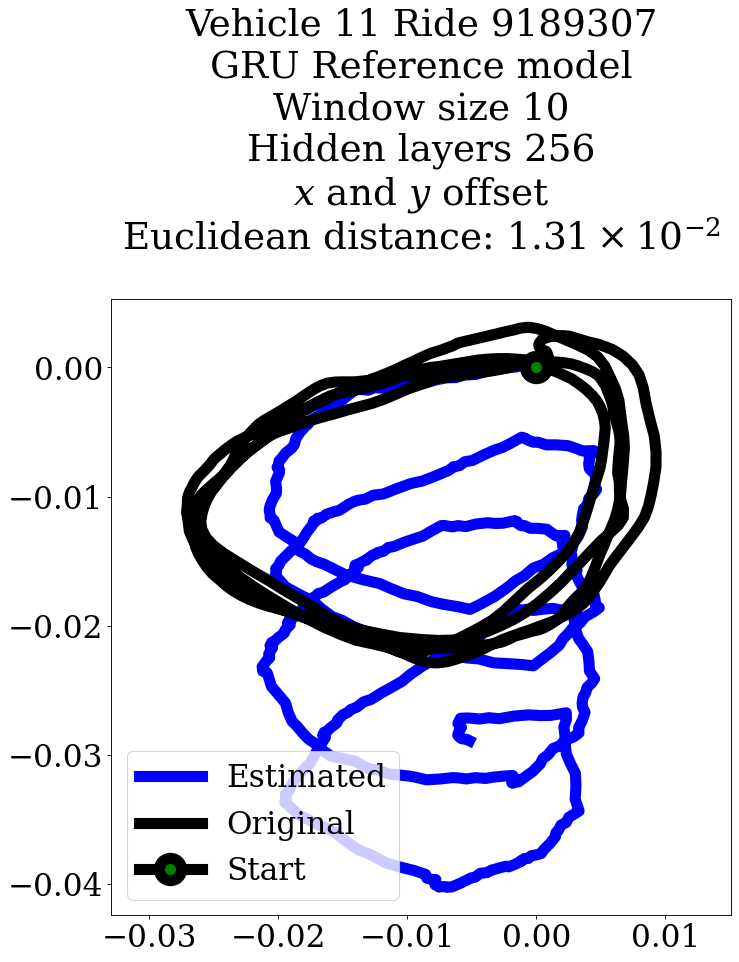 Vehicle 11 Ride 9189307
GRU Reference model
Window size 10
Hidden layers 256
x and y offset
Euclidean distance: 1.31 × 10⁻²
0.00
−0.01
−0.02
−0.03
−0.04
Estimated
Original
Start
−0.03 −0.02 −0.01 0.00 0.01